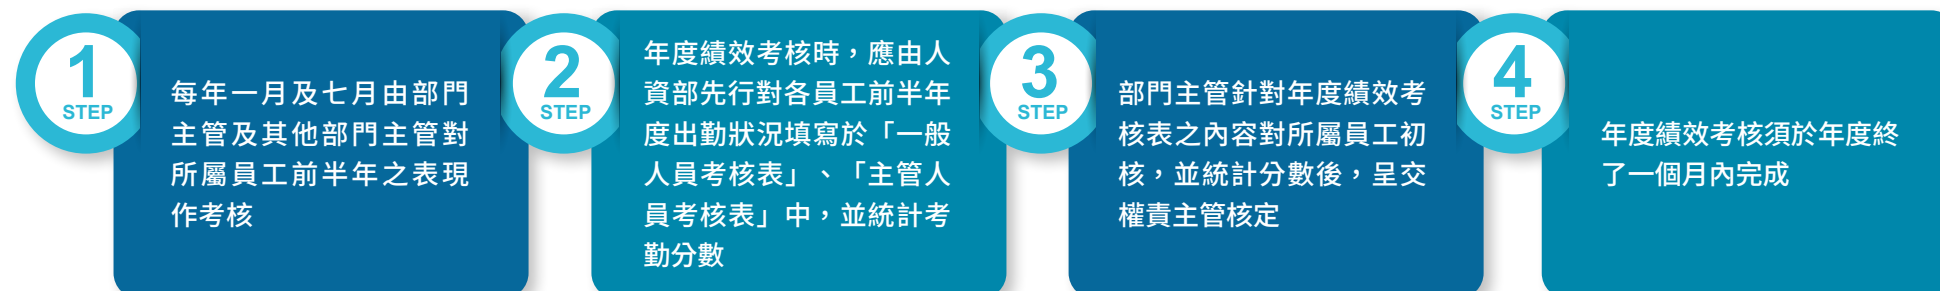 1
STEP
每年一月及七月由部門
主管及其他部門主管對
所屬員工前半年之表現
作考核
2
STEP
年度績效考核時，應由人
資部先行對各員工前半年
度出勤狀況填寫於「一般
人員考核表」、「主管人
員考核表」中，並統計考
勤分數
3
STEP
部門主管針對年度績效考
核表之內容對所屬員工初
核，並統計分數後，呈交
權責主管核定
4
STEP
年度績效考核須於年度終
了一個月內完成